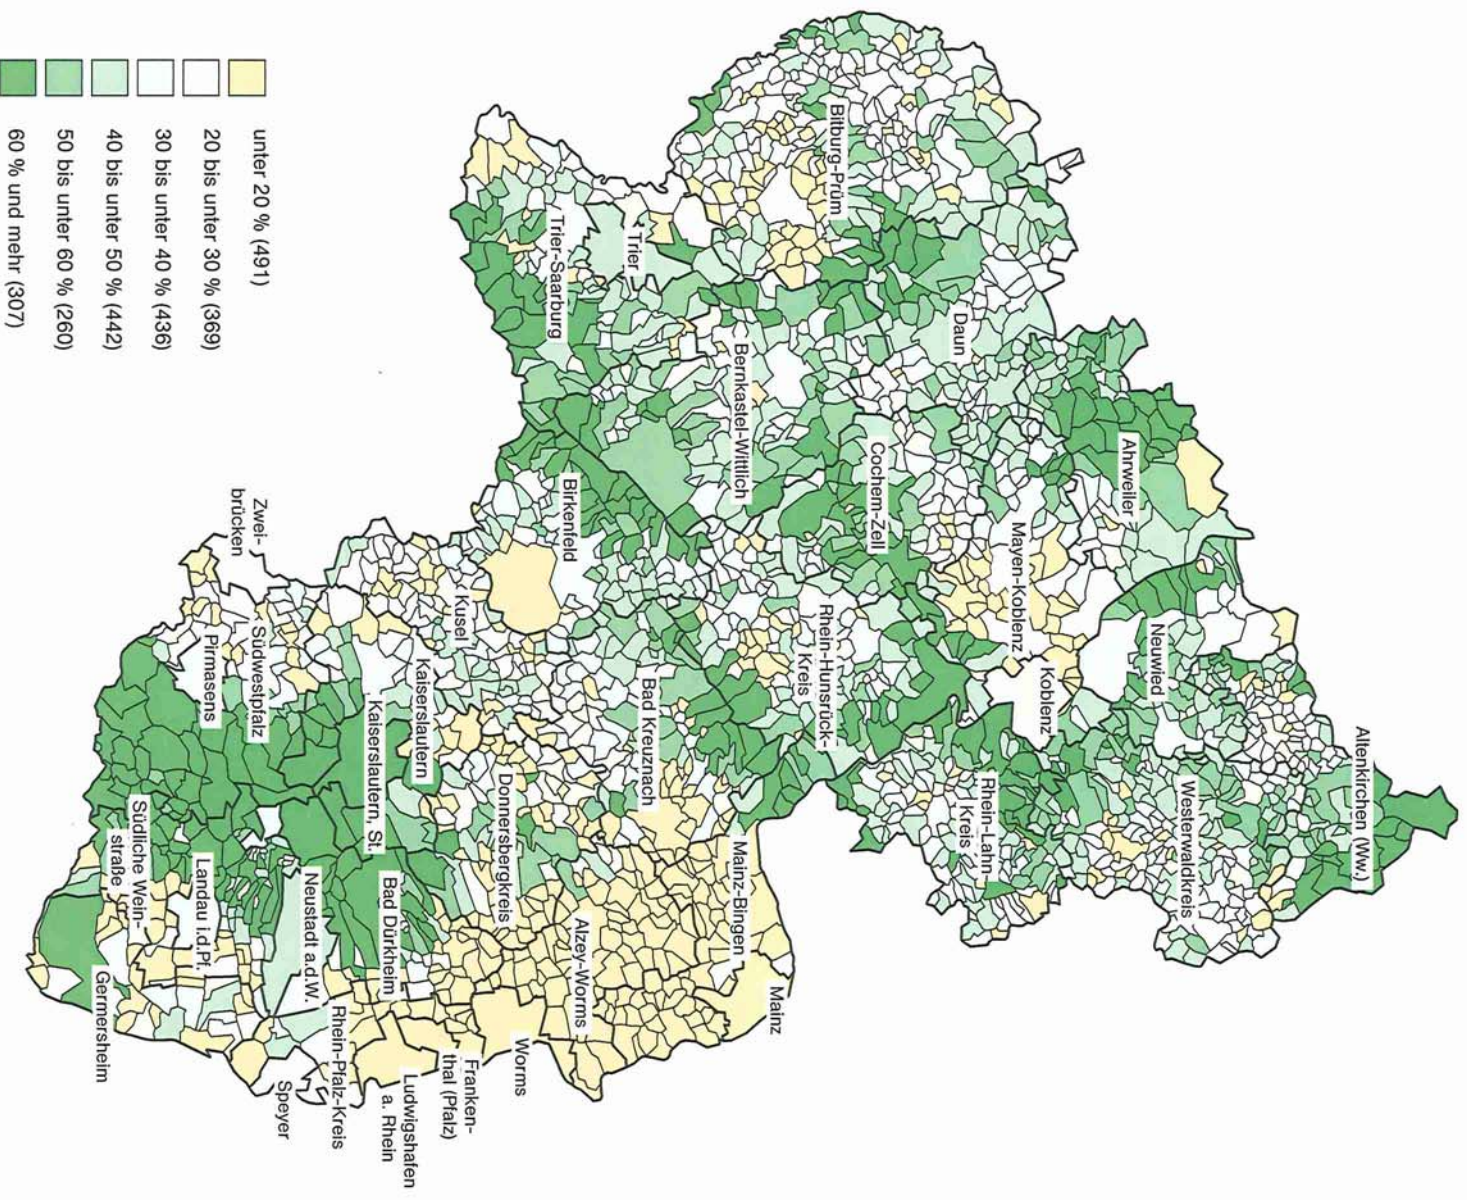 Altenkirchen (Ww.)
Ahrweiler
Neuwied
Westerwaldkreis
Mayen-Koblenz
Koblenz
Rhein-Lahn-
Kreis
Daun
Cochem-Zell
Bitburg-Prüm
Rhein-Hunsrück-
Kreis
Bernkastel-Wittlich
Mainz-Bingen
Mainz
Trier
Bad Kreuznach
Trier-Saarburg
Birkenfeld
Alzey-Worms
Donnersbergkreis
Worms
Kusel
Franken-
thal (Pfalz)
Kaiserslautern
Ludwigshafen
a. Rhein
Kaiserslautern, St.
Bad Dürkheim
Rhein-Pfalz-Kreis
Neustadt a.d.W.
Speyer
Zwei-
brücken
Südwestpfalz
Pirmasens
Landau i.d.Pf.
Südliche Wein-
straße
Germersheim
unter 20 % (491)
20 bis unter 30 % (369)
30 bis unter 40 % (436)
40 bis unter 50 % (442)
50 bis unter 60 % (260)
60 % und mehr (307)